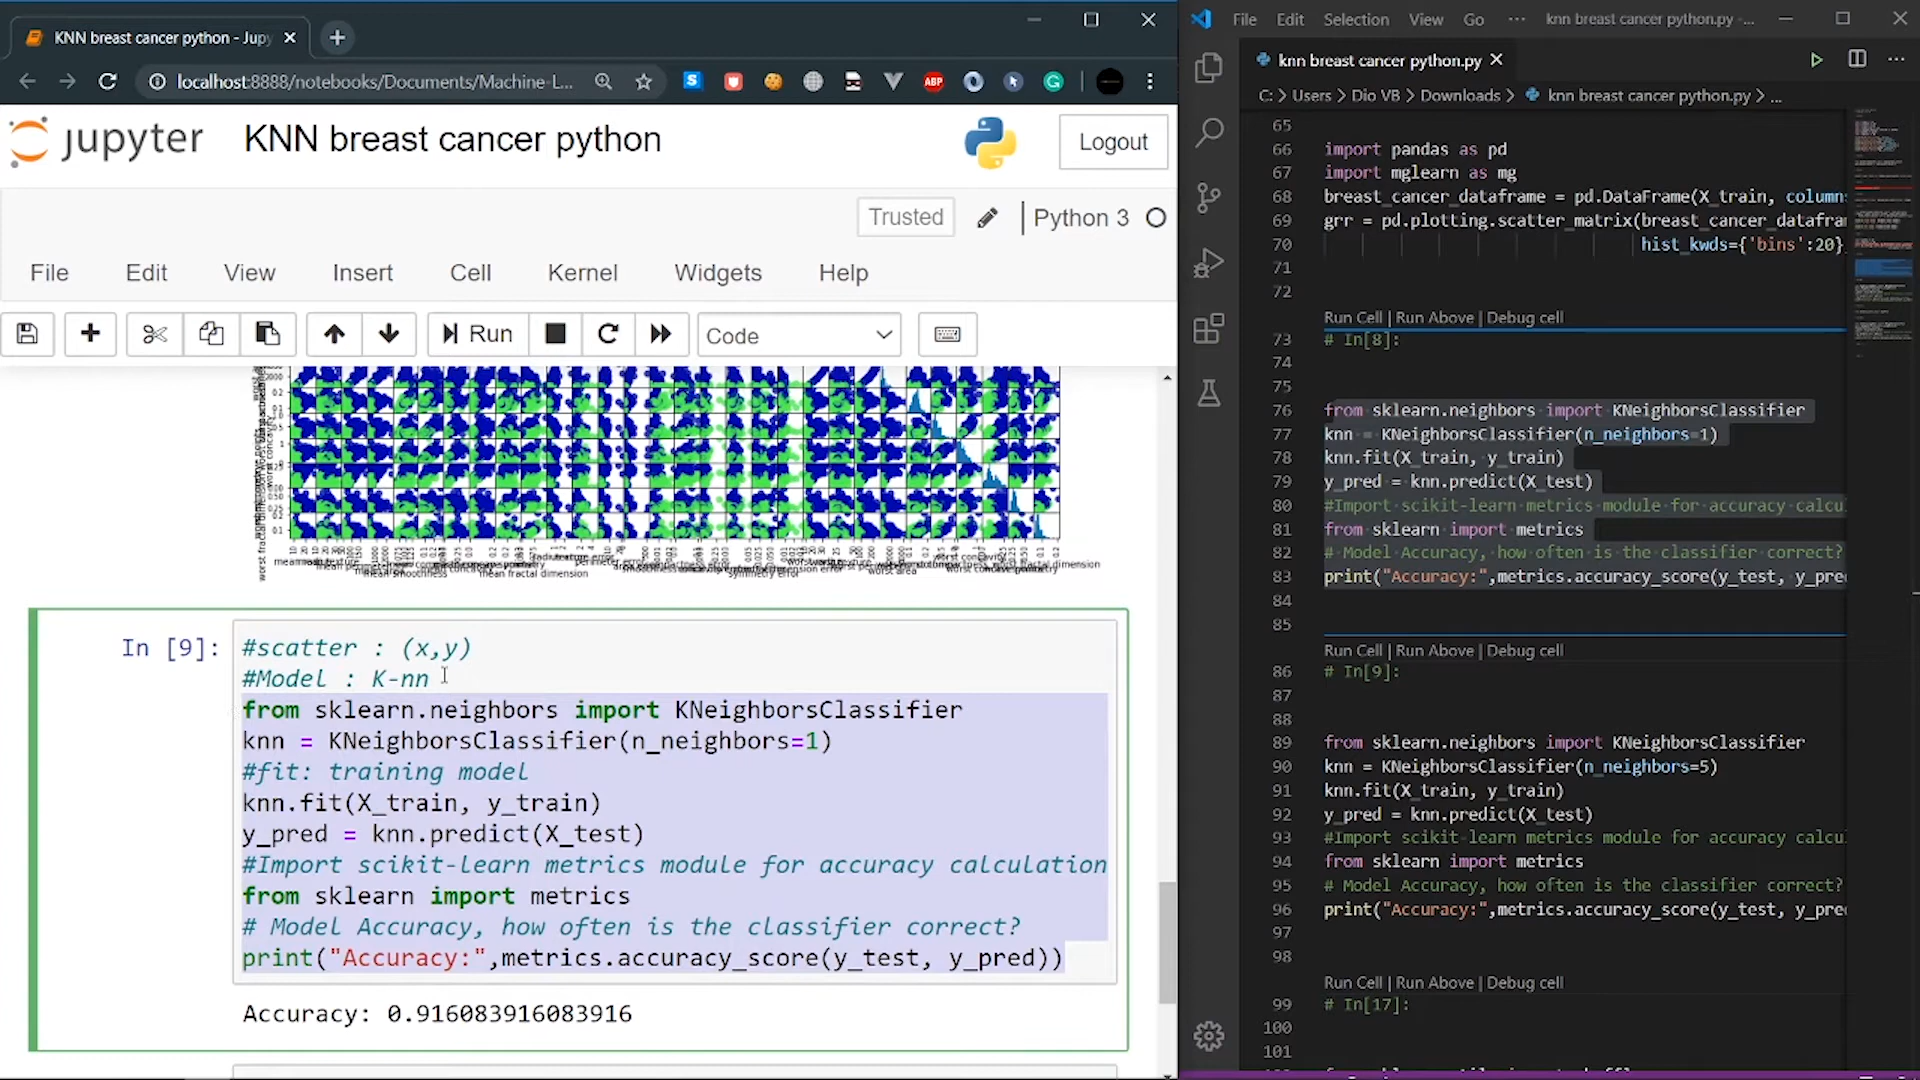 KNN breast cancer python - Jupy
localhost:8888/notebooks/Documents/Machine-L...
ABP
jupyter
KNN breast cancer python
Logout
Trusted
Python 3
File Edit View Insert Cell Kernel Widgets Help
Run
Code
mean fractal dimension
symmetry error
worst area
In [9]:
#scatter : (x,y)
#Model : K-nn
from sklearn.neighbors import KNeighborsClassifier
knn = KNeighborsClassifier(n_neighbors=1)
#fit: training model
knn.fit(X_train, y_train)
y_pred = knn.predict(X_test)
#Import scikit-learn metrics module for accuracy calculation
from sklearn import metrics
# Model Accuracy, how often is the classifier correct?
print("Accuracy:",metrics.accuracy_score(y_test, y_pred))
Accuracy: 0.916083916083916
File Edit Selection View Go ··· knn breast cancer python.py - ...
knn breast cancer python.py
C: > Users > Dio VB > Downloads > knn breast cancer python.py > ...
65
66 import pandas as pd
67 import mglearn as mg
68 breast_cancer_dataframe = pd.DataFrame(X_train, column
69 grr = pd.plotting.scatter_matrix(breast_cancer_datafra
70 hist_kwds={'bins':20}
71
72
Run Cell | Run Above | Debug cell
73 # In[8]:
74
75
76 from sklearn.neighbors import KNeighborsClassifier
77 knn = KNeighborsClassifier(n_neighbors=1)
78 knn.fit(X_train, y_train)
79 y_pred = knn.predict(X_test)
80 #Import scikit-learn metrics module for accuracy calcu
81 from sklearn import metrics
82 # Model Accuracy, how often is the classifier correct?
83 print("Accuracy:",metrics.accuracy_score(y_test, y_pre
84
85
Run Cell | Run Above | Debug cell
86 # In[9]:
87
88
89 from sklearn.neighbors import KNeighborsClassifier
90 knn = KNeighborsClassifier(n_neighbors=5)
91 knn.fit(X_train, y_train)
92 y_pred = knn.predict(X_test)
93 #Import scikit-learn metrics module for accuracy calcu
94 from sklearn import metrics
95 # Model Accuracy, how often is the classifier correct?
96 print("Accuracy:",metrics.accuracy_score(y_test, y_pre
97
98
Run Cell | Run Above | Debug cell
99 # In[17]:
100
101